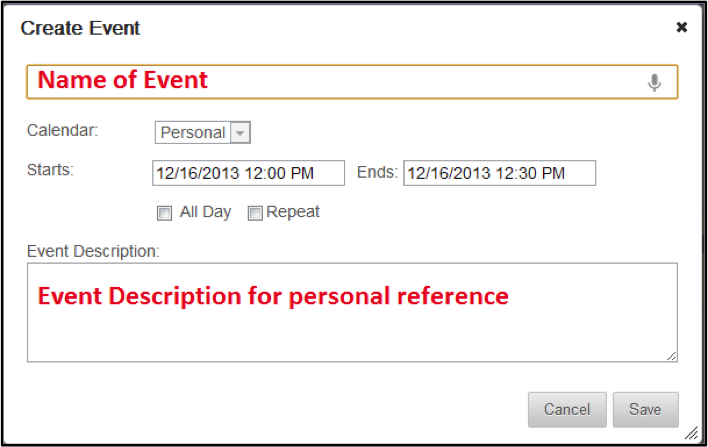 Create Event
Name of Event
Calendar: Personal
Starts: 12/16/2013 12:00 PM Ends: 12/16/2013 12:30 PM
All Day Repeat
Event Description:
Event Description for personal reference
Cancel Save